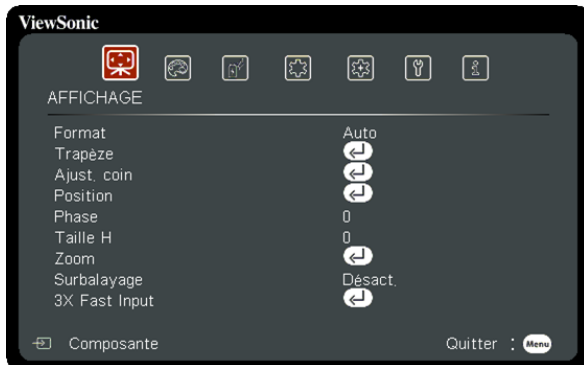 ViewSonic
AFFICHAGE
Format Auto
Trapèze
Ajust. coin
Position
Phase 0
Taille H 0
Zoom
Surbalayage Désact.
3X Fast Input
Composante Quitter : Menu